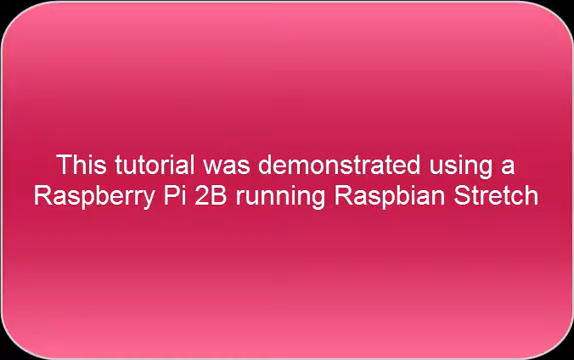 This tutorial was demonstrated using a
Raspberry Pi 2B running Raspbian Stretch